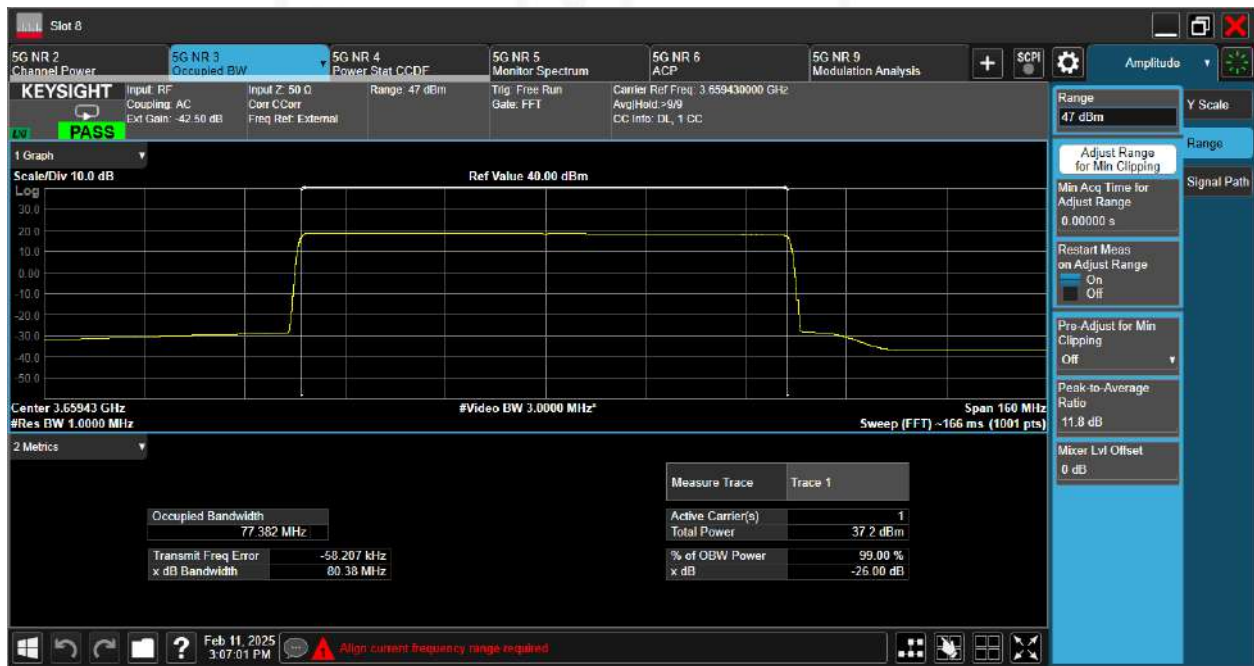 Slot 8
5G NR 2
Channel Power
5G NR 3
Occupied BW
5G NR 4
Power Stat CCDF
5G NR 5
Monitor Spectrum
5G NR 6
ACP
5G NR 9
Modulation Analysis
SCPI
Amplitude
KEYSIGHT
LXI
PASS
Input: RF
Coupling: AC
Ext Gain: -42.50 dB
Input Z: 50 Ω
Corr CCorr
Freq Ref: External
Range: 47 dBm
Trig: Free Run
Gate: FFT
Carrier Ref Freq: 3.659430000 GHz
Avg|Hold:>9/9
CC Info: DL, 1 CC
Range
47 dBm
Adjust Range
for Min Clipping
Min Acq Time for
Adjust Range
0.00000 s
Restart Meas
on Adjust Range
On
Off
Pre-Adjust for Min
Clipping
Off
Peak-to-Average
Ratio
11.8 dB
Mixer Lvl Offset
0 dB
Y Scale
Range
Signal Path
1 Graph
Scale/Div 10.0 dB
Ref Value 40.00 dBm
Log
30.0
20.0
10.0
0.00
-10.0
-20.0
-30.0
-40.0
-50.0
Center 3.65943 GHz
#Video BW 3.0000 MHz*
Span 160 MHz
#Res BW 1.0000 MHz
Sweep (FFT) ~166 ms (1001 pts)
2 Metrics
Measure Trace Trace 1
Occupied Bandwidth
77.382 MHz
Active Carrier(s) 1
Total Power 37.2 dBm
Transmit Freq Error -58.207 kHz
x dB Bandwidth 80.38 MHz
% of OBW Power 99.00 %
x dB -26.00 dB
Feb 11, 2025
3:07:01 PM
Align current frequency range required